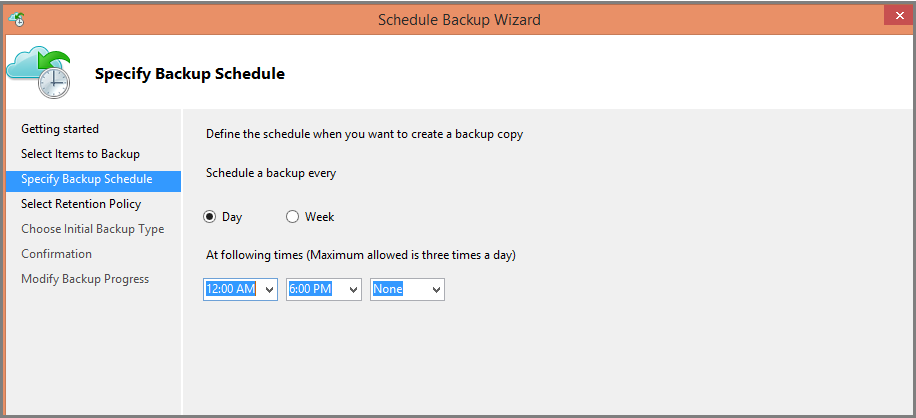 Schedule Backup Wizard
Specify Backup Schedule
Getting started
Select Items to Backup
Specify Backup Schedule
Select Retention Policy
Choose Initial Backup Type
Confirmation
Modify Backup Progress
Define the schedule when you want to create a backup copy
Schedule a backup every
Day Week
At following times (Maximum allowed is three times a day)
12:00 AM 6:00 PM None